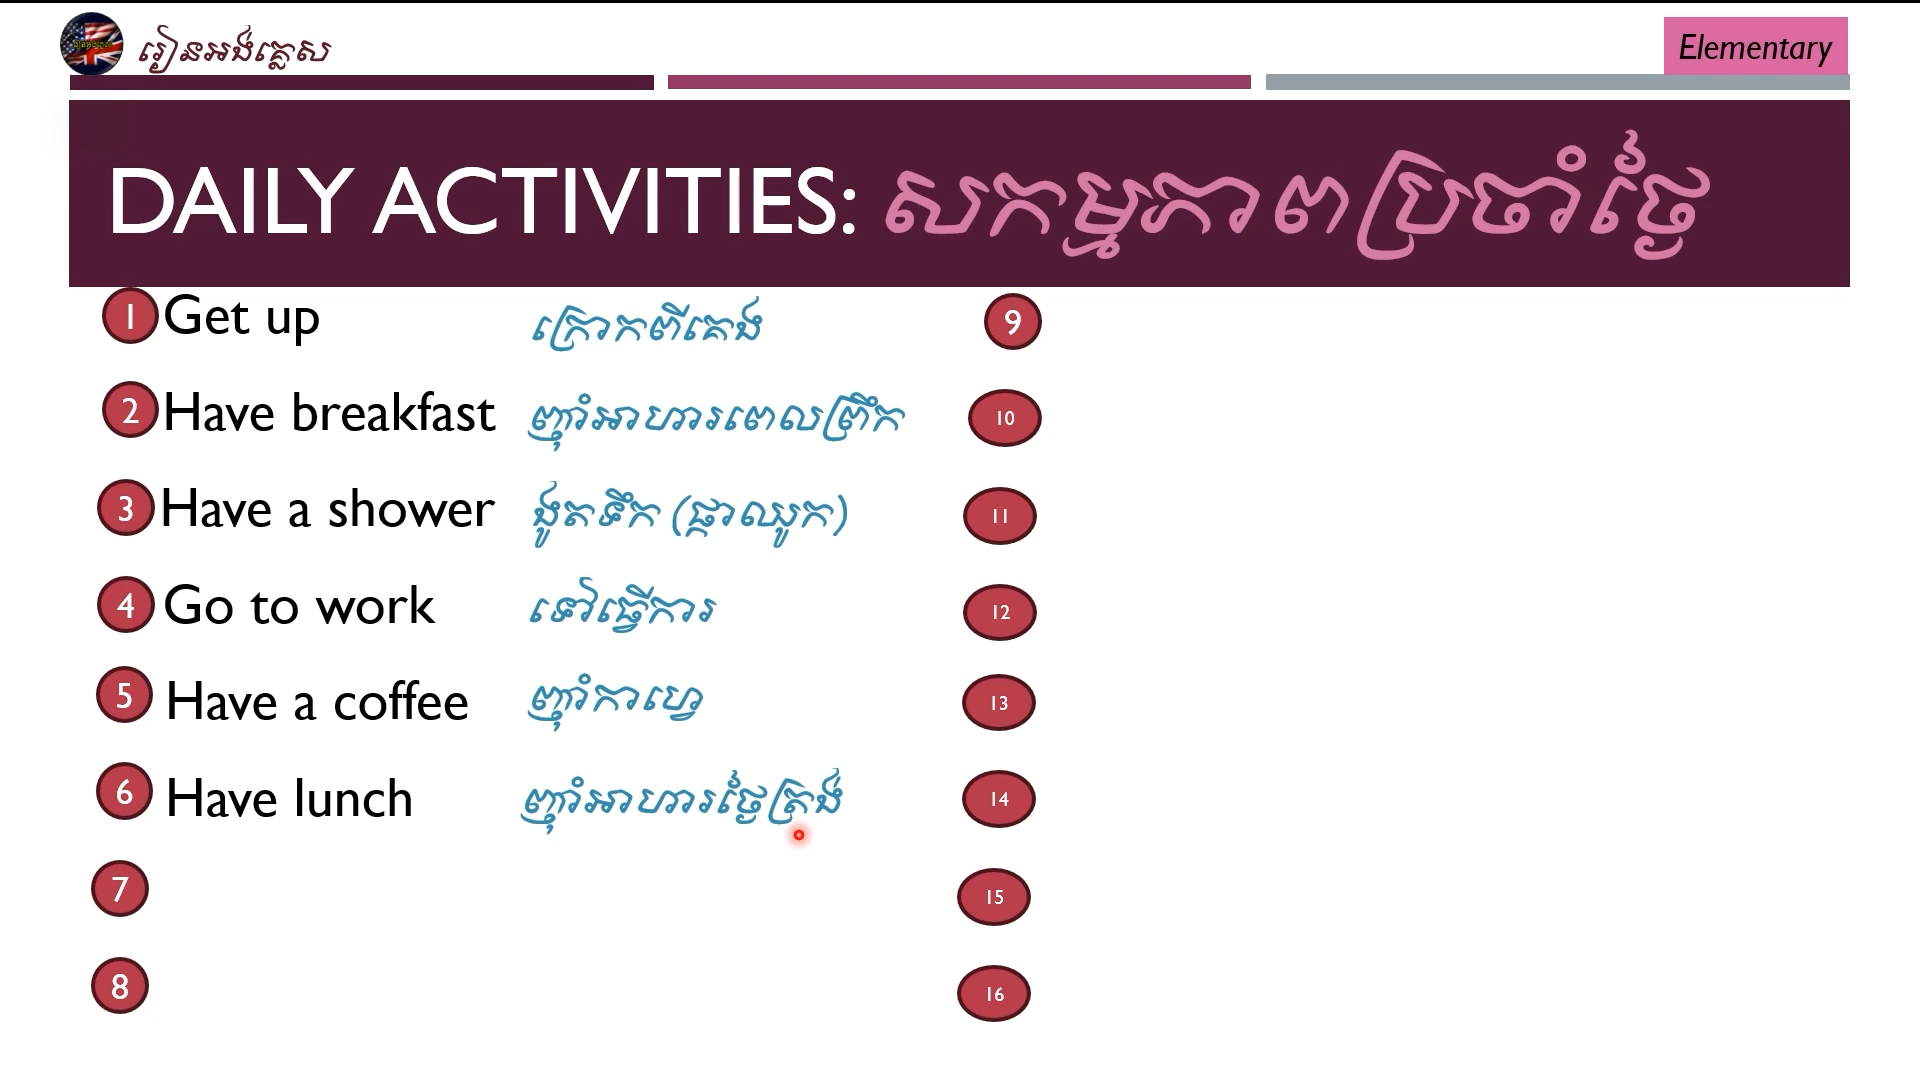 រៀនអង់គ្លេស
Elementary
DAILY ACTIVITIES: សកម្មភាពប្រចាំថ្ងៃ
1 Get up ក្រោកពីគេង
2 Have breakfast ញ៉ាំអាហារពេលព្រឹក
3 Have a shower ងូតទឹក (ផ្កាឈូក)
4 Go to work ទៅធ្វើការ
5 Have a coffee ញ៉ាំកាហ្វេ
6 Have lunch ញ៉ាំអាហារថ្ងៃត្រង់
7
8
9
10
11
12
13
14
15
16